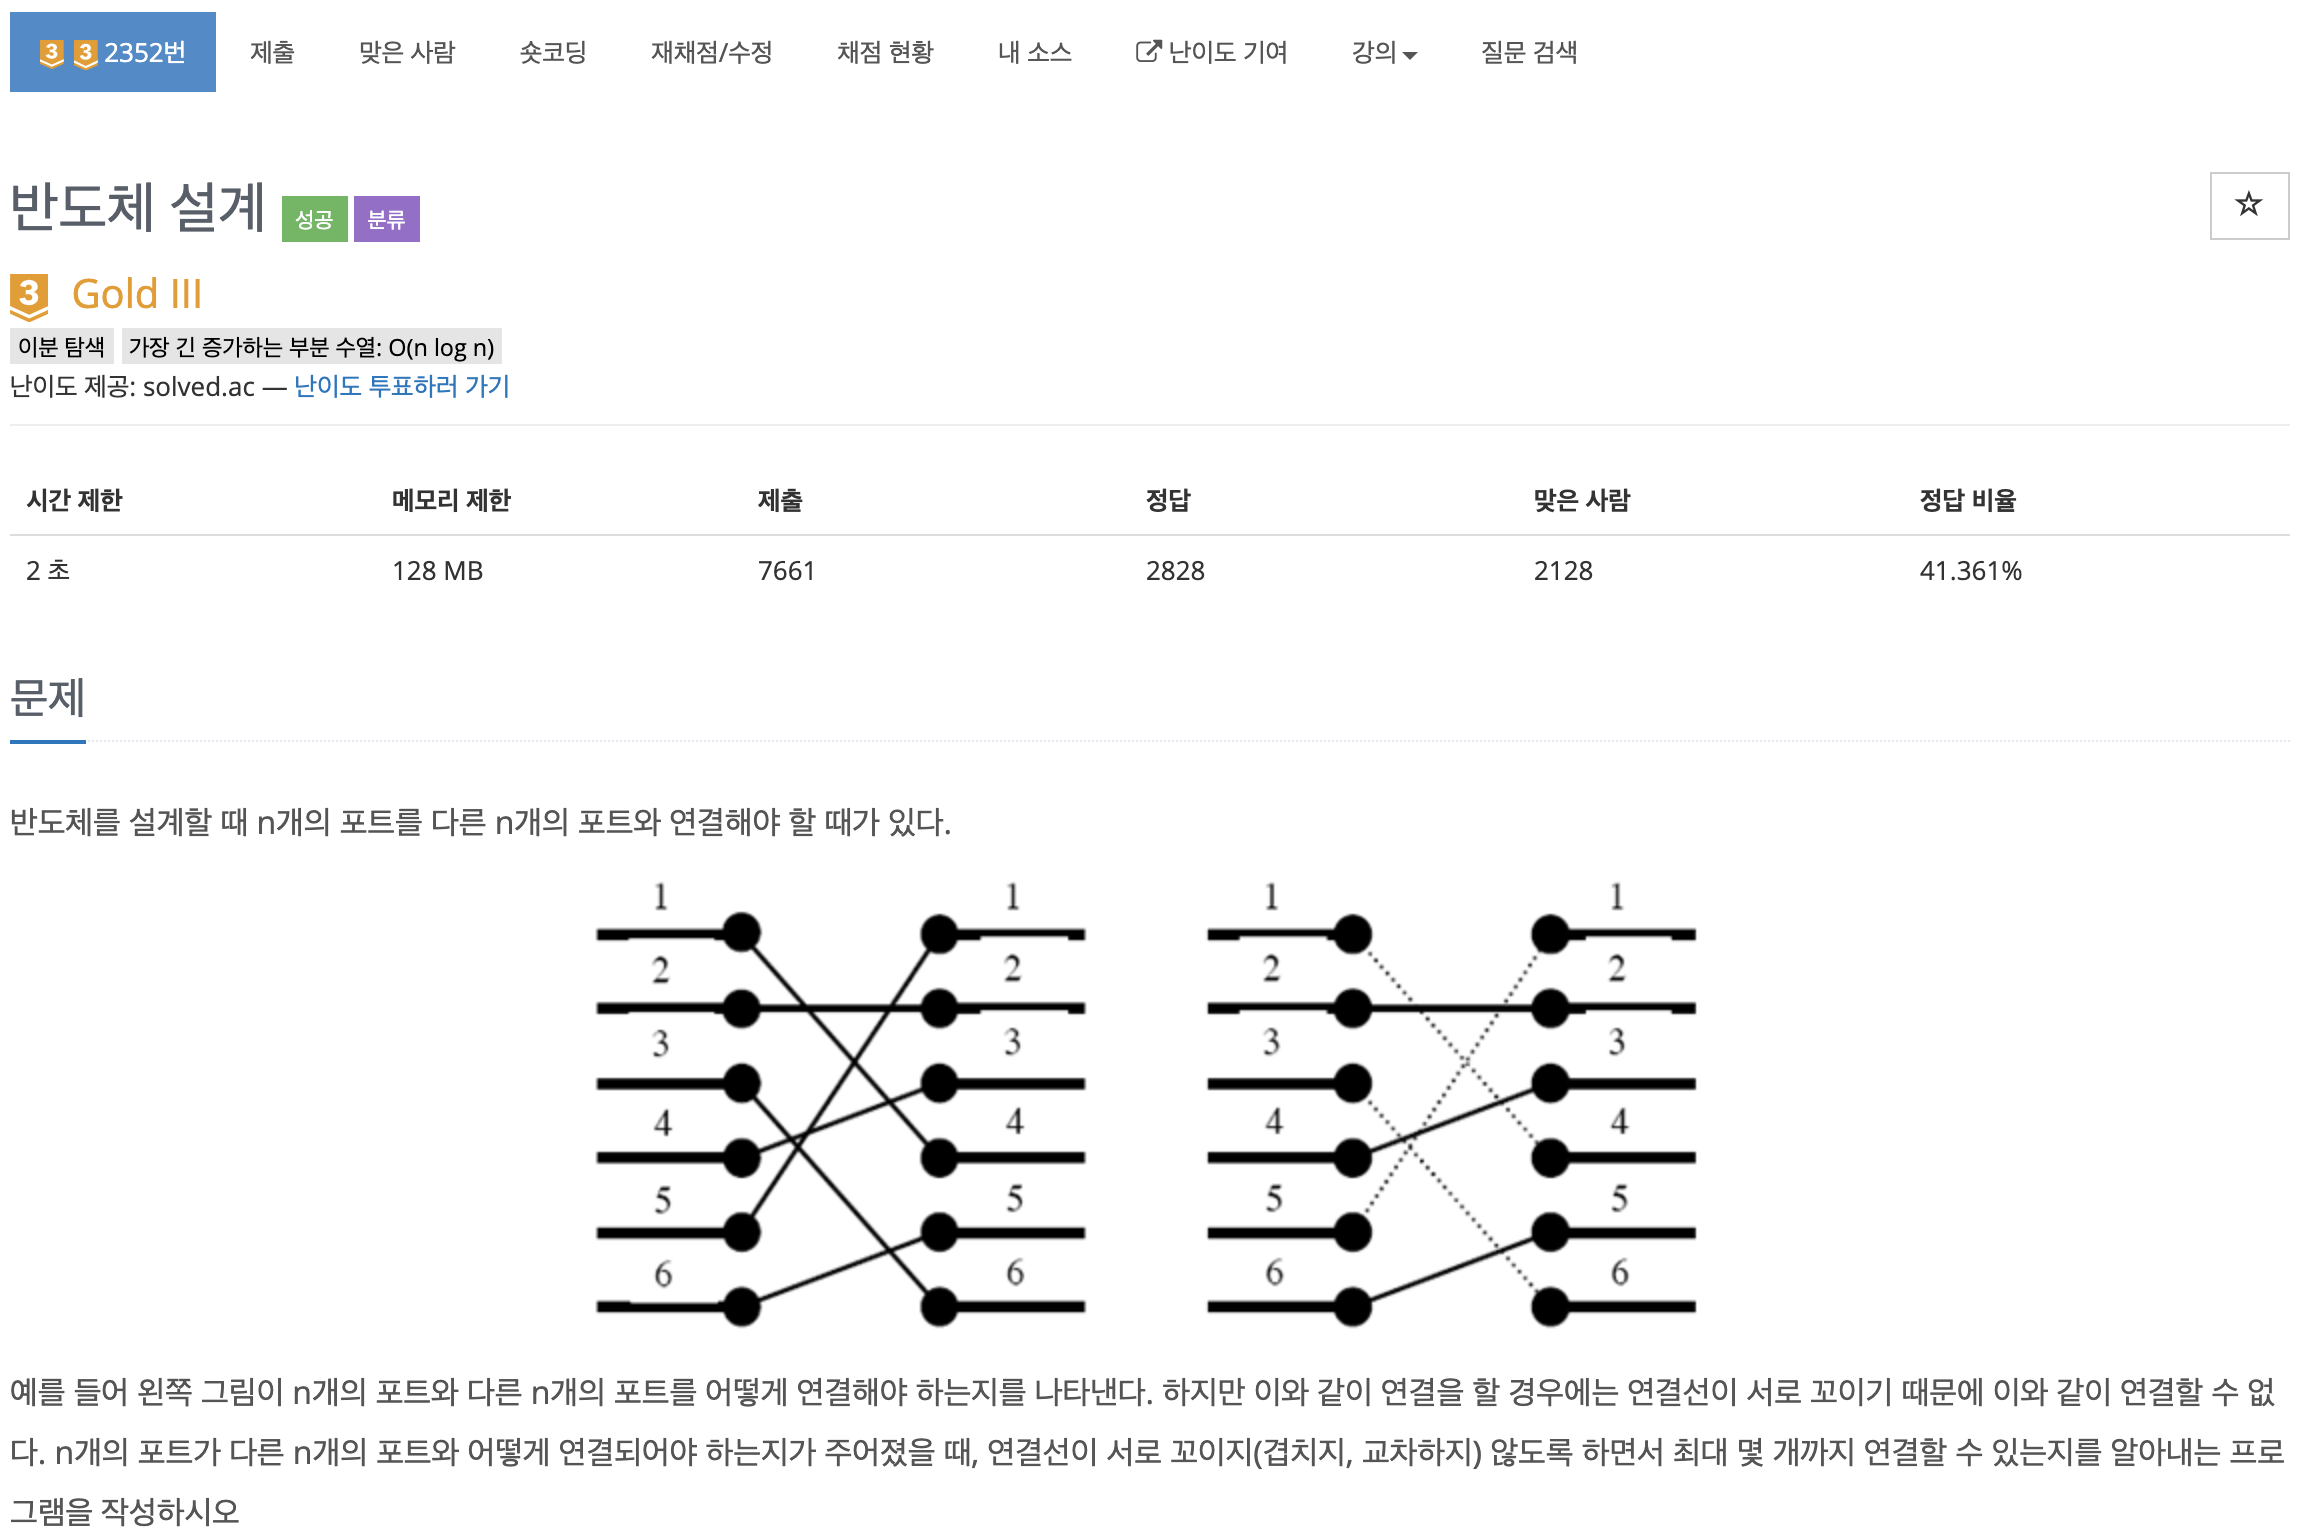 3 3 2352번 제출 맞은 사람 숏코딩 재채점/수정 채점 현황 내 소스 난이도 기여 강의 질문 검색
반도체 설계 성공 분류
3 Gold III
이분 탐색 가장 긴 증가하는 부분 수열: O(n log n)
난이도 제공: solved.ac — 난이도 투표하러 가기
시간 제한 메모리 제한 제출 정답 맞은 사람 정답 비율
2 초 128 MB 7661 2828 2128 41.361%
문제
반도체를 설계할 때 n개의 포트를 다른 n개의 포트와 연결해야 할 때가 있다.
1 1 1 1
2 2 2 2
3 3 3 3
4 4 4 4
5 5 5 5
6 6 6 6
예를 들어 왼쪽 그림이 n개의 포트와 다른 n개의 포트를 어떻게 연결해야 하는지를 나타낸다. 하지만 이와 같이 연결을 할 경우에는 연결선이 서로 꼬이기 때문에 이와 같이 연결할 수 없
다. n개의 포트가 다른 n개의 포트와 어떻게 연결되어야 하는지가 주어졌을 때, 연결선이 서로 꼬이지(겹치지, 교차하지) 않도록 하면서 최대 몇 개까지 연결할 수 있는지를 알아내는 프로
그램을 작성하시오